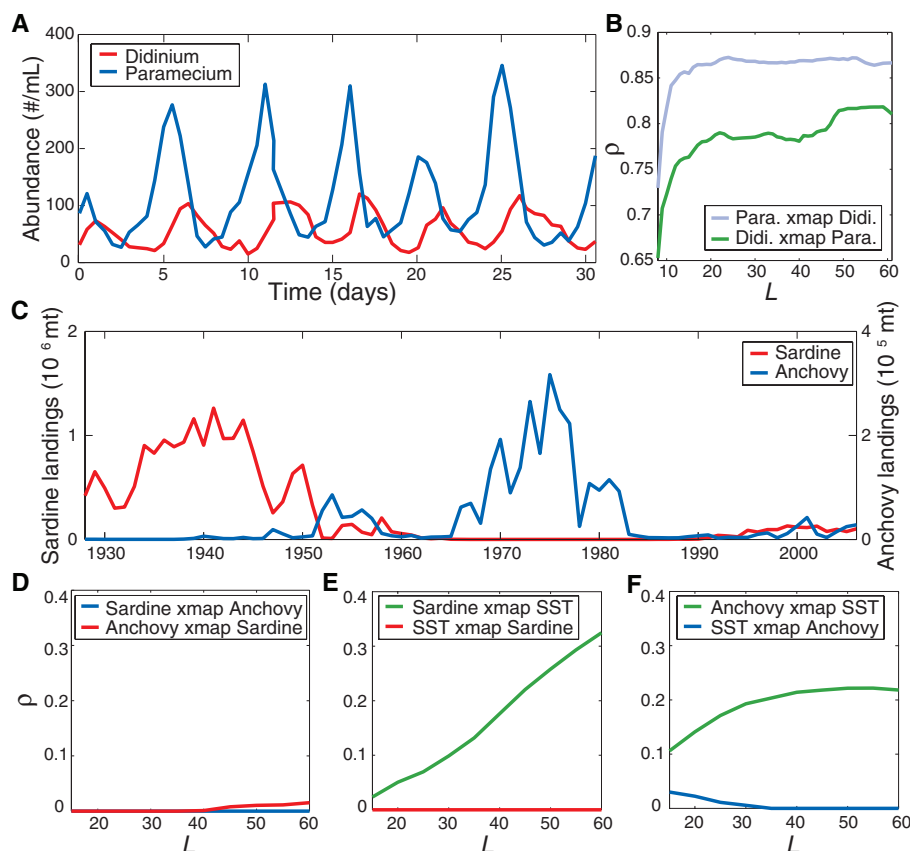 A
Abundance (#/mL)
400
300
200
100
0
Didinium
Paramecium
0 5 10 15 20 25 30
Time (days)
B
ρ
0.85
0.8
0.75
0.7
0.65
Para. xmap Didi.
Didi. xmap Para.
10 20 30 40 50 60
L
C
Sardine landings (10 6 mt)
2
1
0
Sardine
Anchovy
4
2
0
Anchovy landings (10 5 mt)
1930 1940 1950 1960 1970 1980 1990 2000
D
ρ
0.4
0.3
0.2
0.1
0
Sardine xmap Anchovy
Anchovy xmap Sardine
20 30 40 50 60
L
E
0.4
0.3
0.2
0.1
0
Sardine xmap SST
SST xmap Sardine
20 30 40 50 60
L
F
0.4
0.3
0.2
0.1
0
Anchovy xmap SST
SST xmap Anchovy
20 30 40 50 60
L